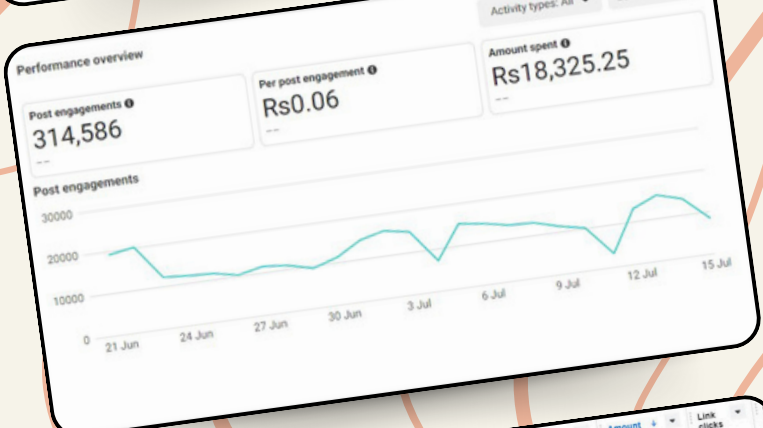 Activity types: All
Performance overview
Post engagements
314,586
--
Per post engagement
Rs0.06
--
Amount spent
Rs18,325.25
--
Post engagements
30000
20000
10000
0
21 Jun
24 Jun
27 Jun
30 Jun
3 Jul
6 Jul
9 Jul
12 Jul
15 Jul
Amount
Link
clicks